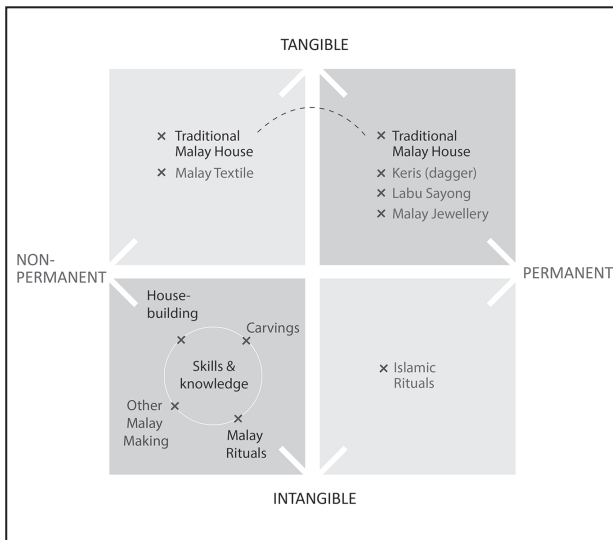 TANGIBLE
Traditional
Malay House
Malay Textile
Traditional
Malay House
Keris (dagger)
Labu Sayong
Malay Jewellery
NON-
PERMANENT
PERMANENT
House-
building
Carvings
Skills &
knowledge
Other
Malay
Making
Malay
Rituals
Islamic
Rituals
INTANGIBLE